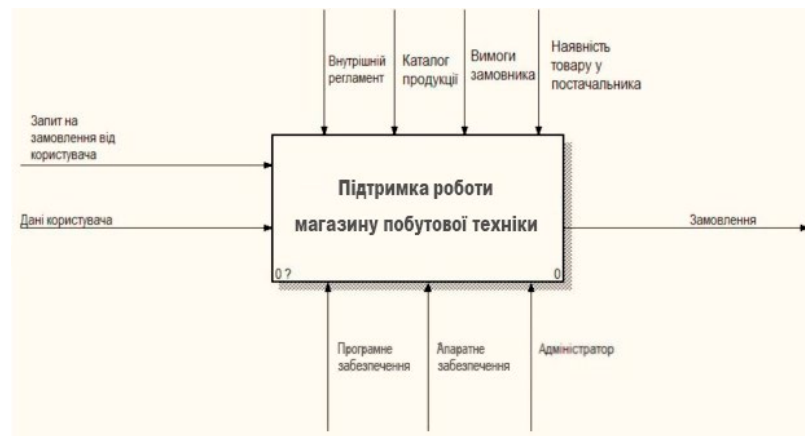 Внутрішній
регламент
Каталог
продукції
Вимоги
замовника
Наявність
товару у
постачальника
Запит на
замовлення від
користувача
Підтримка роботи
магазину побутової техніки
Дані користувача
Замовлення
0 ?
0
Програмне
забезпечення
Апаратне
забезпечення
Адміністратор